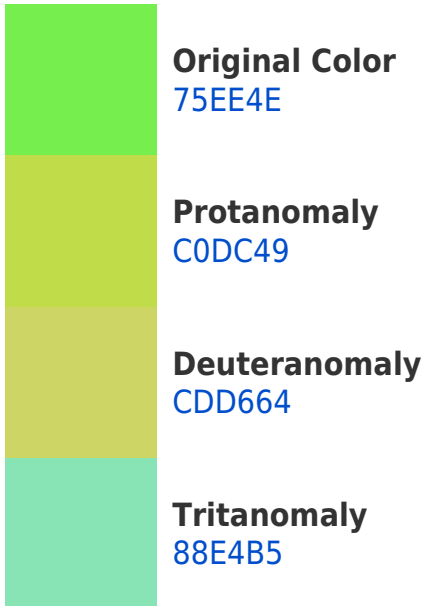 Original Color
75EE4E
Protanomaly
C0DC49
Deuteranomaly
CDD664
Tritanomaly
88E4B5